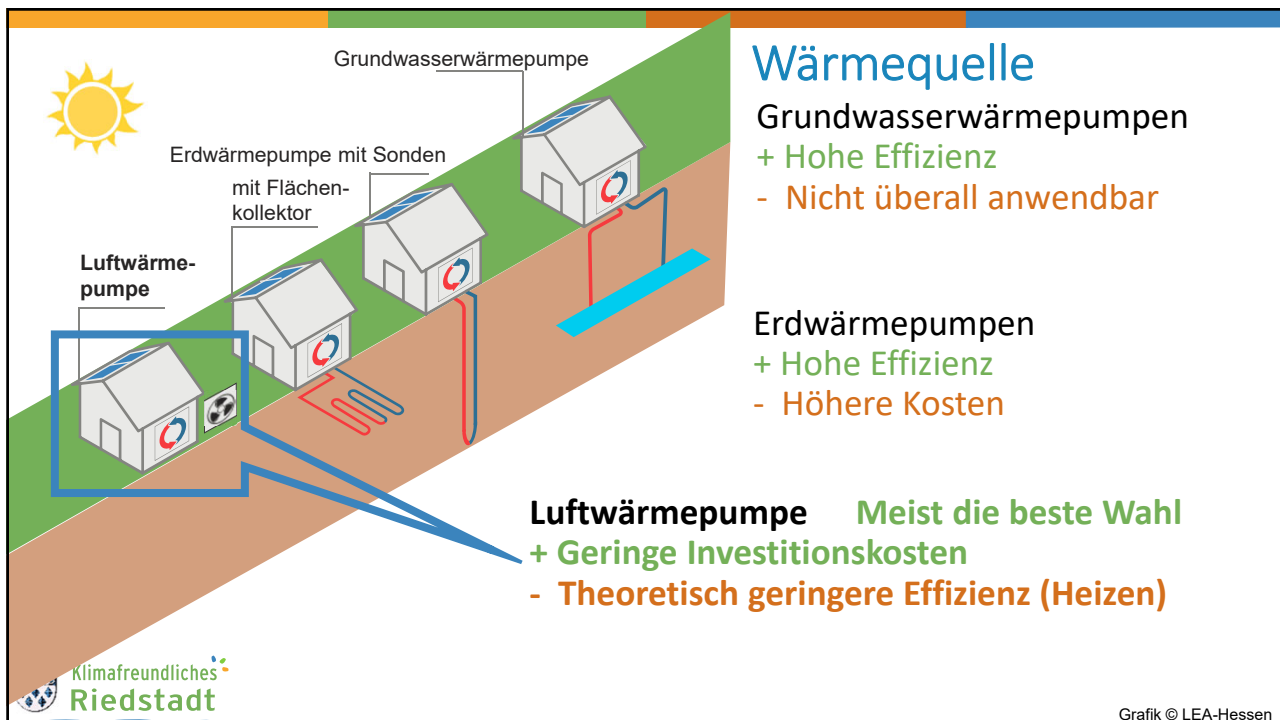 Wärmequelle
Grundwasserwärmepumpen
+ Hohe Effizienz
- Nicht überall anwendbar
Erdwärmepumpen
+ Hohe Effizienz
- Höhere Kosten
Grundwasserwärmepumpe
Erdwärmepumpe mit Sonden
mit Flächen-
kollektor
Luftwärme-
pumpe
Luftwärmepumpe Meist die beste Wahl
+ Geringe Investitionskosten
- Theoretisch geringere Effizienz (Heizen)
Klimafreundliches
Riedstadt
Grafik © LEA-Hessen